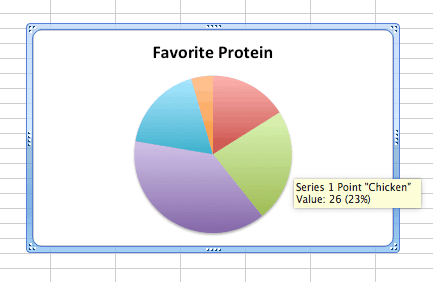 Favorite Protein
Series 1 Point "Chicken"
Value: 26 (23%)